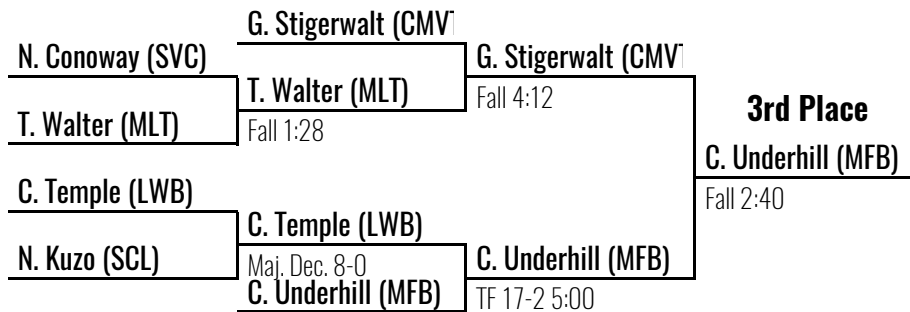 G. Stigerwalt (CMVT
N. Conoway (SVC)
G. Stigerwalt (CMVT
T. Walter (MLT)
Fall 4:12
3rd Place
T. Walter (MLT)
Fall 1:28
C. Underhill (MFB)
C. Temple (LWB)
Fall 2:40
C. Temple (LWB)
N. Kuzo (SCL)
C. Underhill (MFB)
Maj. Dec. 8-0
C. Underhill (MFB)
TF 17-2 5:00